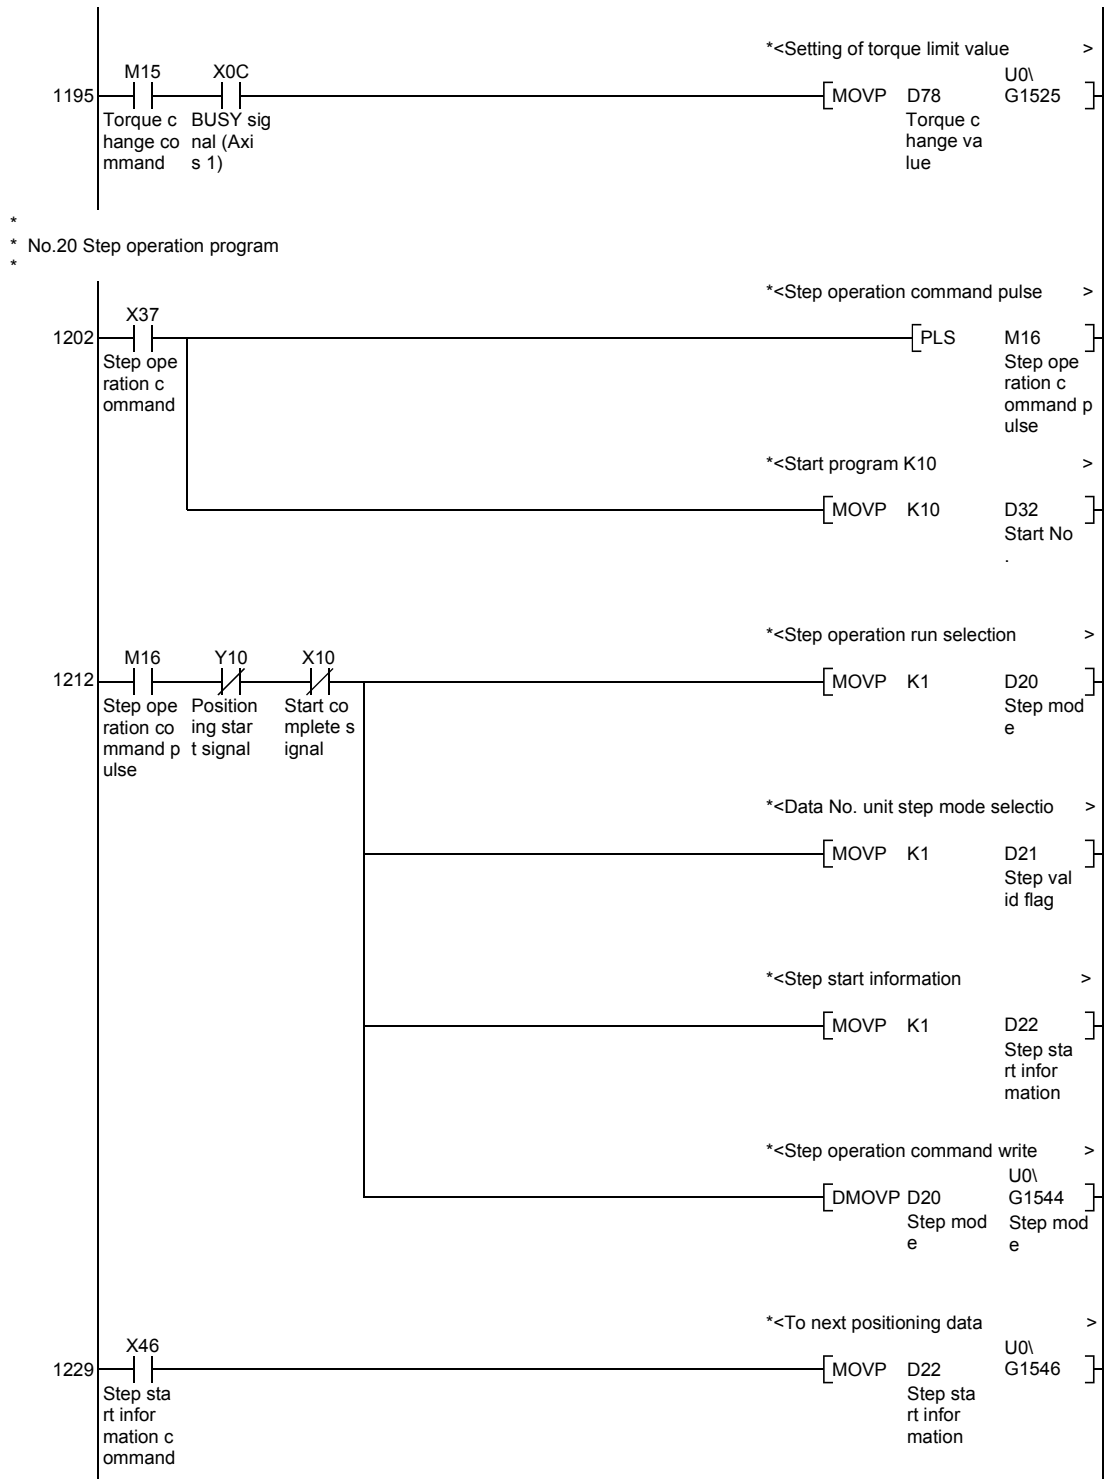 *<Setting of torque limit value >
M15 X0C U0\
1195 MOVP D78 G1525
Torque c BUSY sig Torque c
hange co nal (Axi hange va
mmand s 1) lue
*
* No.20 Step operation program
*
*<Step operation command pulse >
X37
1202 PLS M16
Step ope Step ope
ration c ration c
ommand ommand p
ulse
*<Start program K10 >
MOVP K10 D32
Start No
.
*<Step operation run selection >
M16 Y10 X10
1212 MOVP K1 D20
Step ope Position Start co Step mod
ration co ing star mplete s e
mmand p t signal ignal
ulse
*<Data No. unit step mode selectio >
MOVP K1 D21
Step val
id flag
*<Step start information >
MOVP K1 D22
Step sta
rt infor
mation
*<Step operation command write >
U0\
DMOVP D20 G1544
Step mod Step mod
e e
*<To next positioning data >
X46 U0\
1229 MOVP D22 G1546
Step sta Step sta
rt infor rt infor
mation c mation
ommand